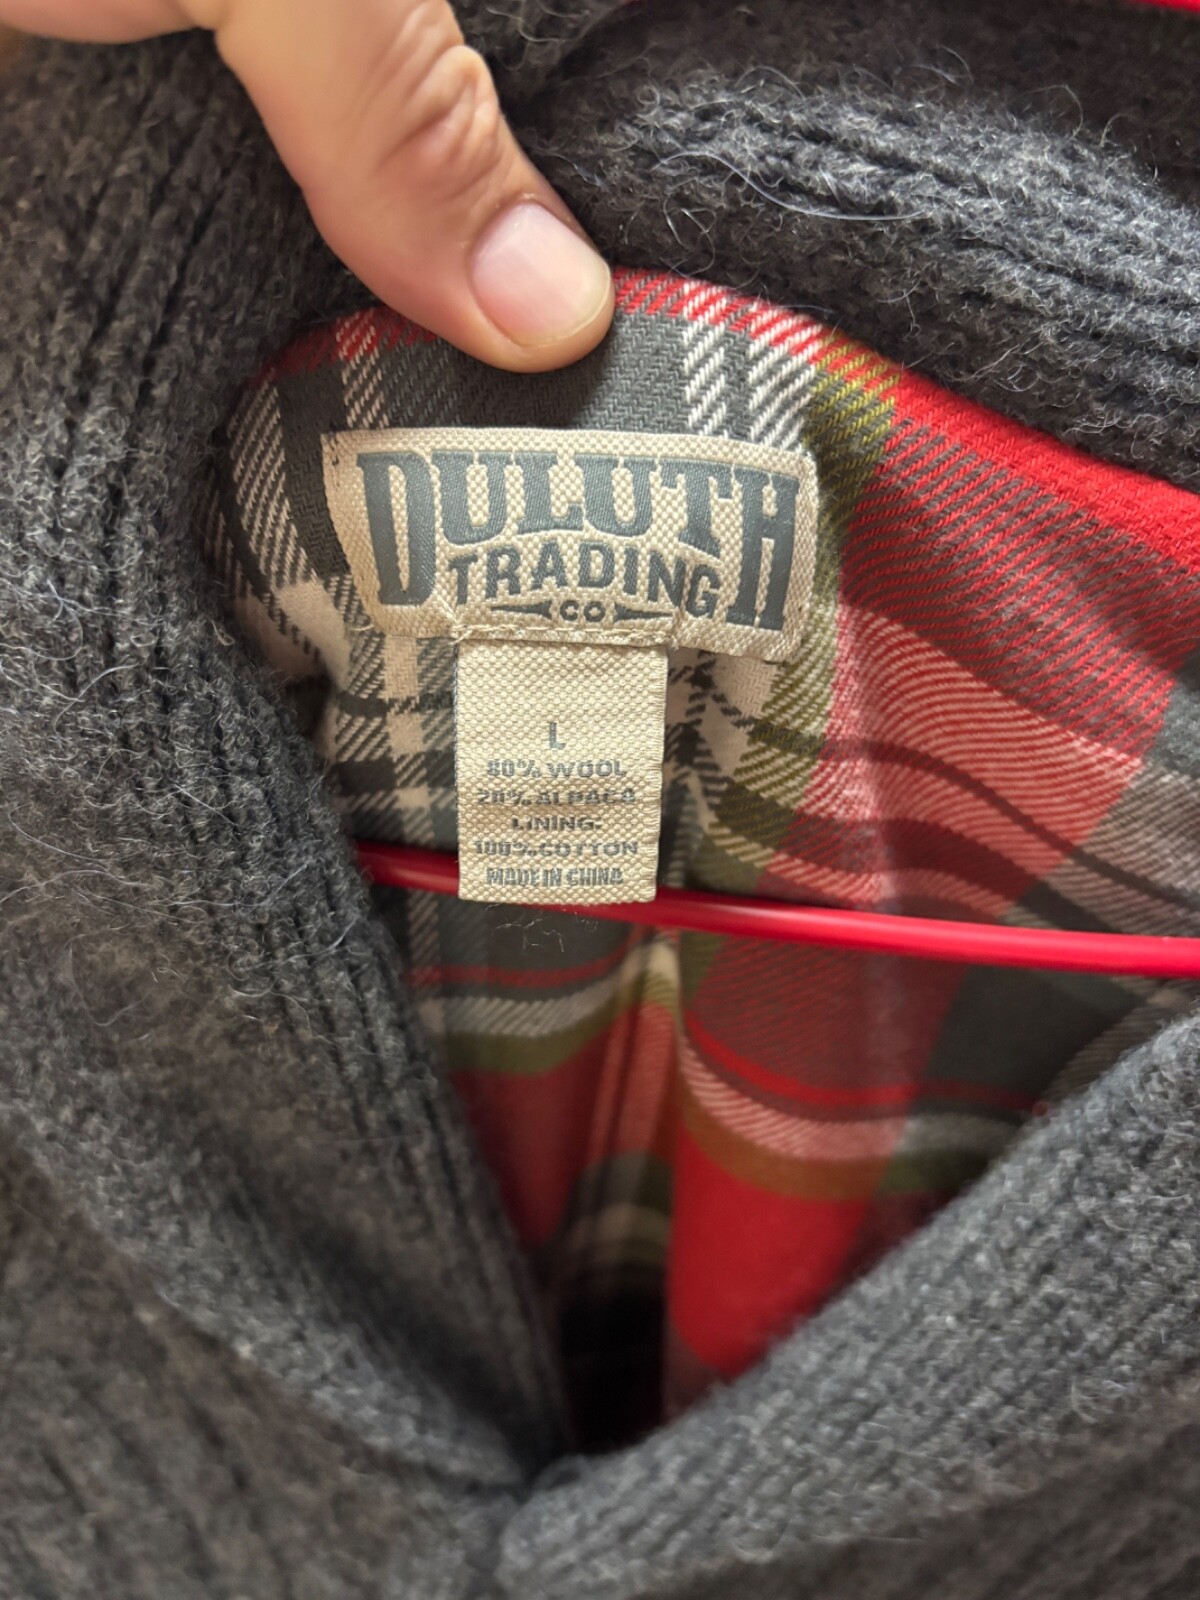 DULUTH
TRADING
CO
L
80% WOOL
20% ALPACA
LINING:
100% COTTON
MADE IN CHINA